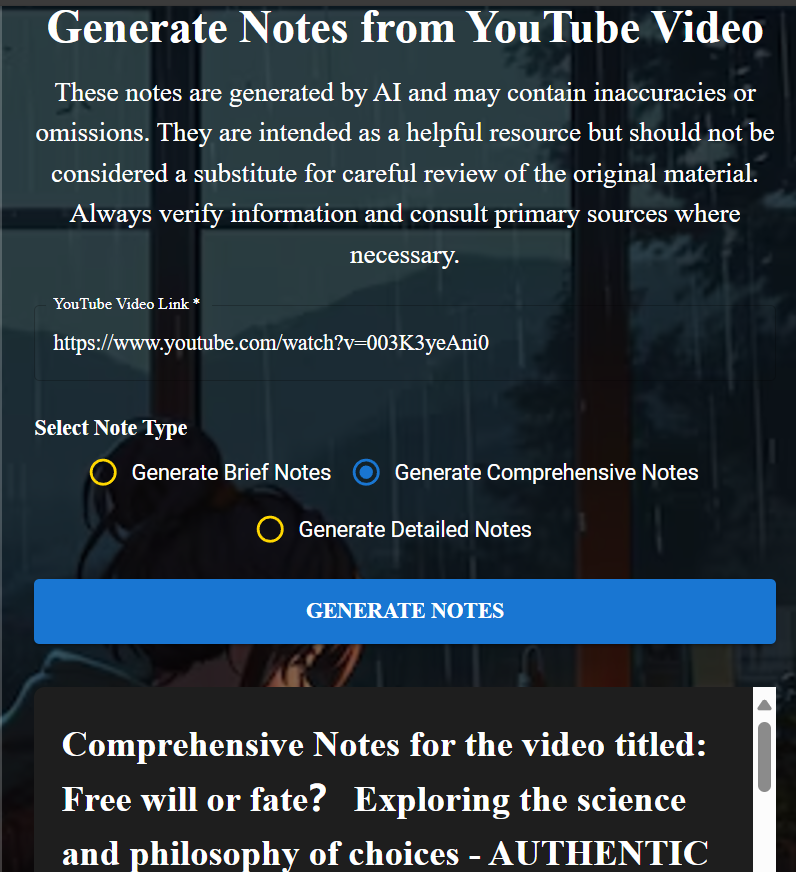 Generate Notes from YouTube Video
These notes are generated by AI and may contain inaccuracies or
omissions. They are intended as a helpful resource but should not be
considered a substitute for careful review of the original material.
Always verify information and consult primary sources where
necessary.
YouTube Video Link *
https://www.youtube.com/watch?v=003K3yeAni0
Select Note Type
Generate Brief Notes
Generate Comprehensive Notes
Generate Detailed Notes
GENERATE NOTES
Comprehensive Notes for the video titled:
Free will or fate？ Exploring the science
and philosophy of choices - AUTHENTIC